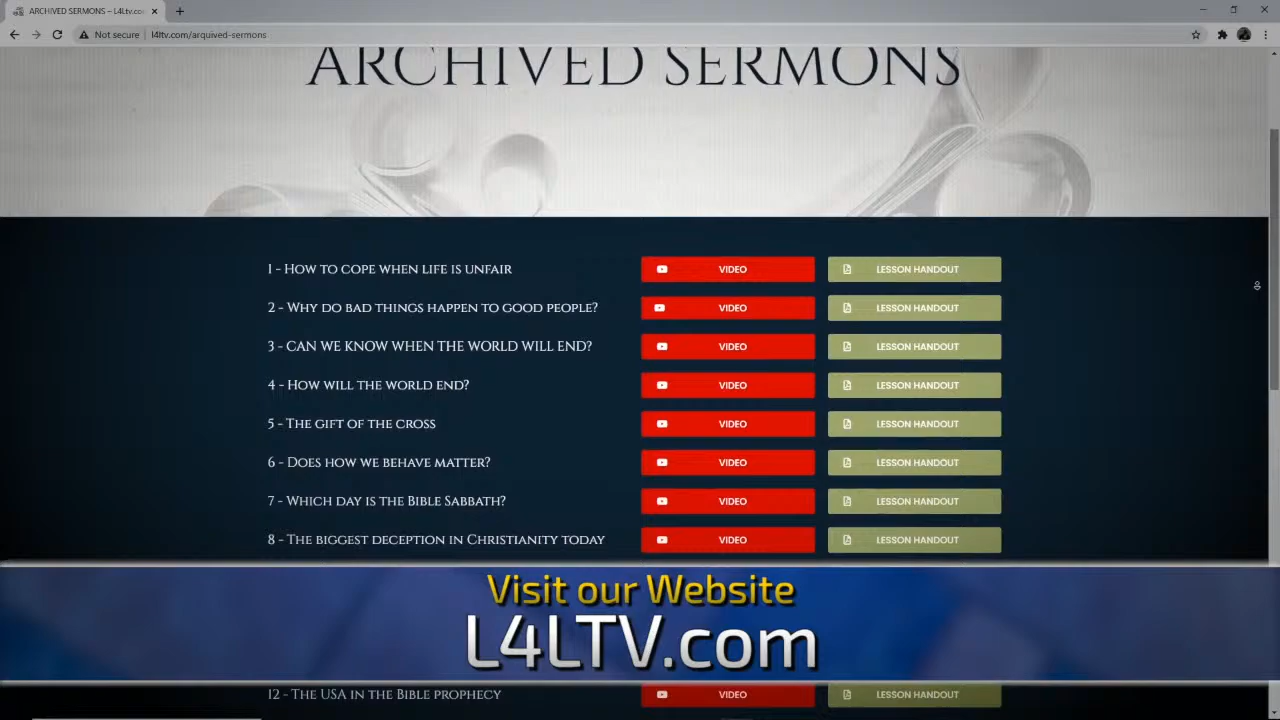 ARCHIVED SERMONS – L4Ltv.co
Not secure l4ltv.com/arquived-sermons
ARCHIVED SERMONS
1 - How to cope when life is unfair VIDEO LESSON HANDOUT
2 - Why do bad things happen to good people? VIDEO LESSON HANDOUT
3 - CAN WE KNOW WHEN THE WORLD WILL END? VIDEO LESSON HANDOUT
4 - How will the world end? VIDEO LESSON HANDOUT
5 - The gift of the cross VIDEO LESSON HANDOUT
6 - Does how we behave matter? VIDEO LESSON HANDOUT
7 - Which day is the Bible Sabbath? VIDEO LESSON HANDOUT
8 - The biggest deception in Christianity today VIDEO LESSON HANDOUT
Visit our Website
L4LTV.com
12 - The USA in the Bible prophecy VIDEO LESSON HANDOUT